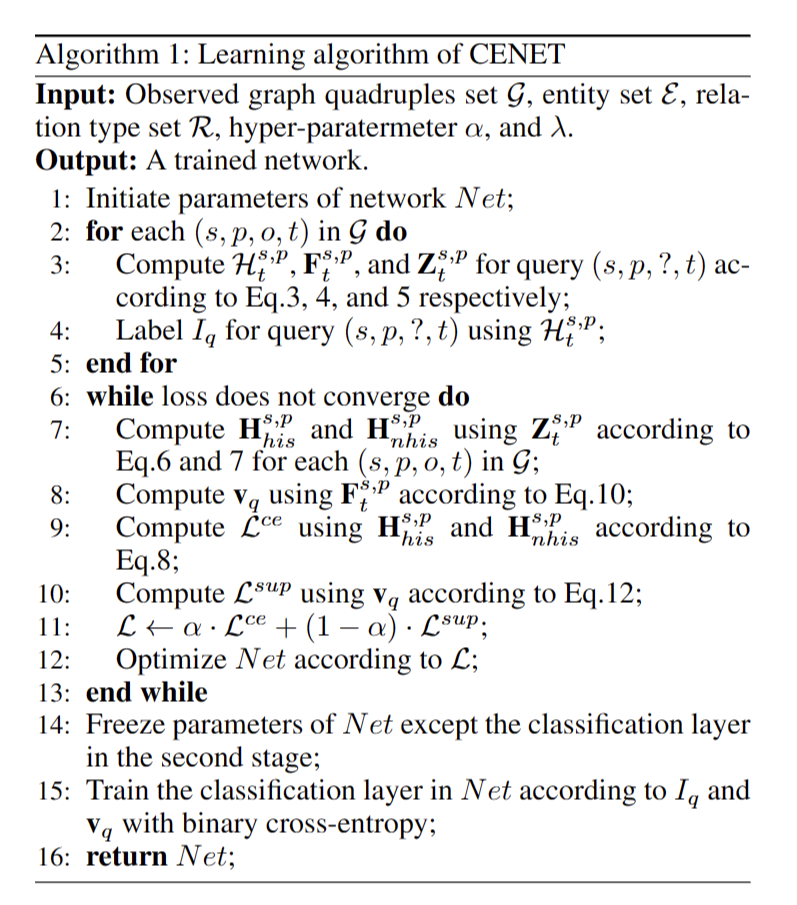 Algorithm 1: Learning algorithm of CENET
Input: Observed graph quadruples set $\mathcal{G}$, entity set $\mathcal{E}$, rela-
tion type set $\mathcal{R}$, hyper-paratermeter $\alpha$, and $\lambda$.
Output: A trained network.
1: Initiate parameters of network $Net$;
2: for each $(s, p, o, t)$ in $\mathcal{G}$ do
3: Compute $\mathcal{H}_t^{s,p}$, $\mathbf{F}_t^{s,p}$, and $\mathbf{Z}_t^{s,p}$ for query $(s, p, ?, t)$ ac-
cording to Eq.3, 4, and 5 respectively;
4: Label $I_q$ for query $(s, p, ?, t)$ using $\mathcal{H}_t^{s,p}$;
5: end for
6: while loss does not converge do
7: Compute $\mathbf{H}_{his}^{s,p}$ and $\mathbf{H}_{nhis}^{s,p}$ using $\mathbf{Z}_t^{s,p}$ according to
Eq.6 and 7 for each $(s, p, o, t)$ in $\mathcal{G}$;
8: Compute $\mathbf{v}_q$ using $\mathbf{F}_t^{s,p}$ according to Eq.10;
9: Compute $\mathcal{L}^{ce}$ using $\mathbf{H}_{his}^{s,p}$ and $\mathbf{H}_{nhis}^{s,p}$ according to
Eq.8;
10: Compute $\mathcal{L}^{sup}$ using $\mathbf{v}_q$ according to Eq.12;
11: $\mathcal{L} \leftarrow \alpha \cdot \mathcal{L}^{ce} + (1 - \alpha) \cdot \mathcal{L}^{sup}$;
12: Optimize $Net$ according to $\mathcal{L}$;
13: end while
14: Freeze parameters of $Net$ except the classification layer
in the second stage;
15: Train the classification layer in $Net$ according to $I_q$ and
$\mathbf{v}_q$ with binary cross-entropy;
16: return $Net$;